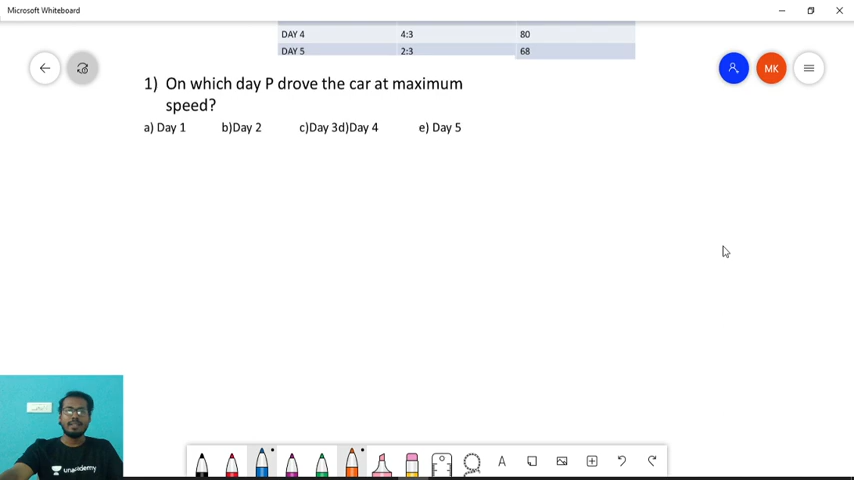 Microsoft Whiteboard
DAY 4 4:3 80
DAY 5 2:3 68
MK
1) On which day P drove the car at maximum
speed?
a) Day 1 b)Day 2 c)Day 3d)Day 4 e) Day 5
unacademy
A